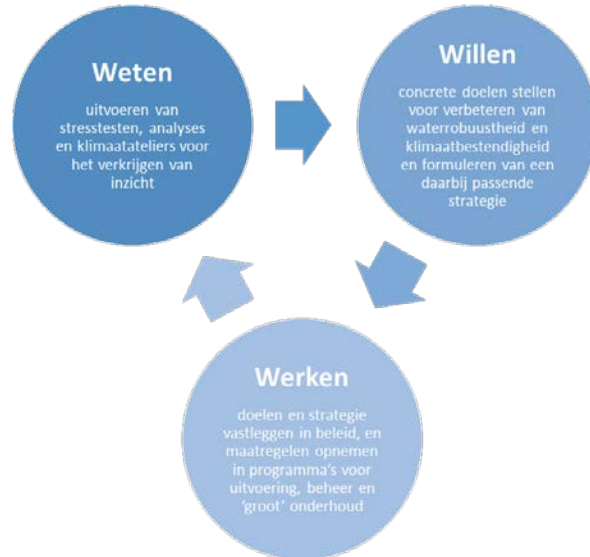 Weten
uitvoeren van
stresstesten, analyses
en klimaatateliers voor
het verkrijgen van
inzicht
Willen
concrete doelen stellen
voor verbeteren van
waterrobuustheid en
klimaatbestendigheid
en formuleren van een
daarbij passende
strategie
Werken
doelen en strategie
vastleggen in beleid, en
maatregelen opnemen
in programma's voor
uitvoering, beheer en
‘groot’ onderhoud